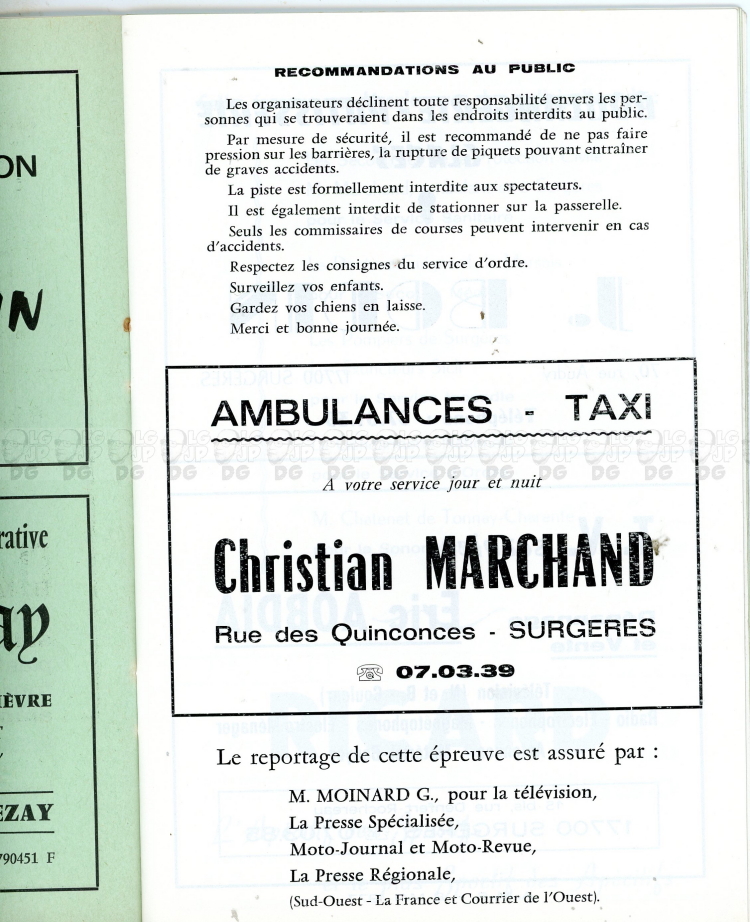 ON
IN
rative
ay
IÈVRE
EZAY
790451 F
RECOMMANDATIONS AU PUBLIC
Les organisateurs déclinent toute responsabilité envers les per-
sonnes qui se trouveraient dans les endroits interdits au public.
Par mesure de sécurité, il est recommandé de ne pas faire
pression sur les barrières, la rupture de piquets pouvant entraîner
de graves accidents.
La piste est formellement interdite aux spectateurs.
Il est également interdit de stationner sur la passerelle.
Seuls les commissaires de courses peuvent intervenir en cas
d'accidents.
Respectez les consignes du service d'ordre.
Surveillez vos enfants.
Gardez vos chiens en laisse.
Merci et bonne journée.
AMBULANCES - TAXI
A votre service jour et nuit
Christian MARCHAND
Rue des Quinconces - SURGERES
☎ 07.03.39
Le reportage de cette épreuve est assuré par :
M. MOINARD G., pour la télévision,
La Presse Spécialisée,
Moto-Journal et Moto-Revue,
La Presse Régionale,
(Sud-Ouest - La France et Courrier de l'Ouest).